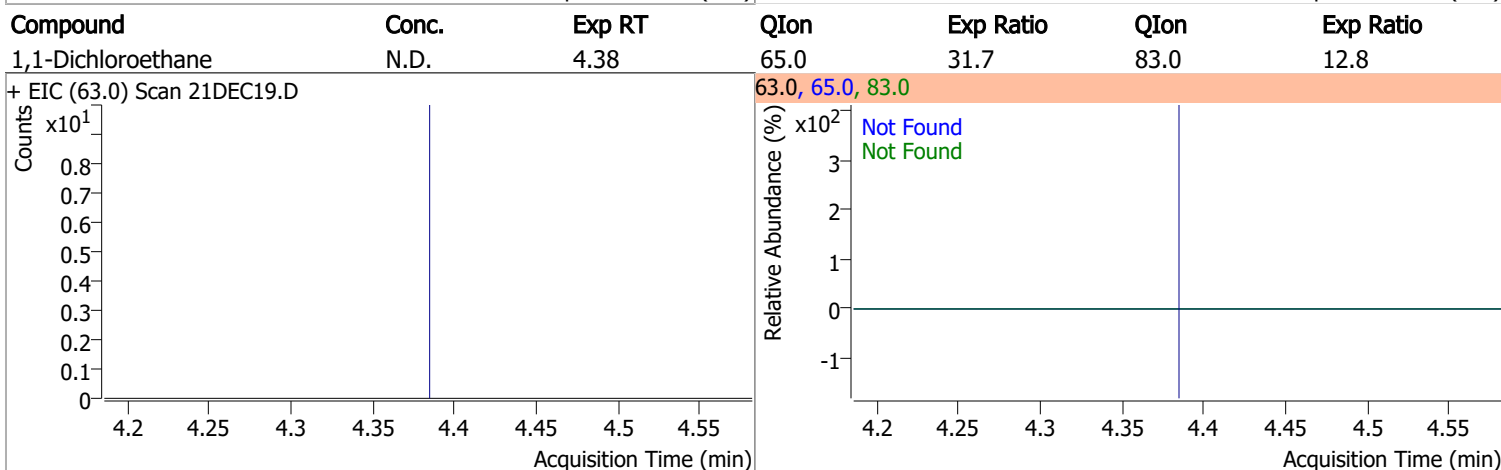 Compound Conc. Exp RT QIon Exp Ratio QIon Exp Ratio
1,1-Dichloroethane N.D. 4.38 65.0 31.7 83.0 12.8
+ EIC (63.0) Scan 21DEC19.D
Counts
x10¹
0.8
0.7
0.6
0.5
0.4
0.3
0.2
0.1
0
4.2 4.25 4.3 4.35 4.4 4.45 4.5 4.55
Acquisition Time (min)
63.0, 65.0, 83.0
Relative Abundance (%)
x10²
Not Found
Not Found
3
2
1
0
-1
4.2 4.25 4.3 4.35 4.4 4.45 4.5 4.55
Acquisition Time (min)